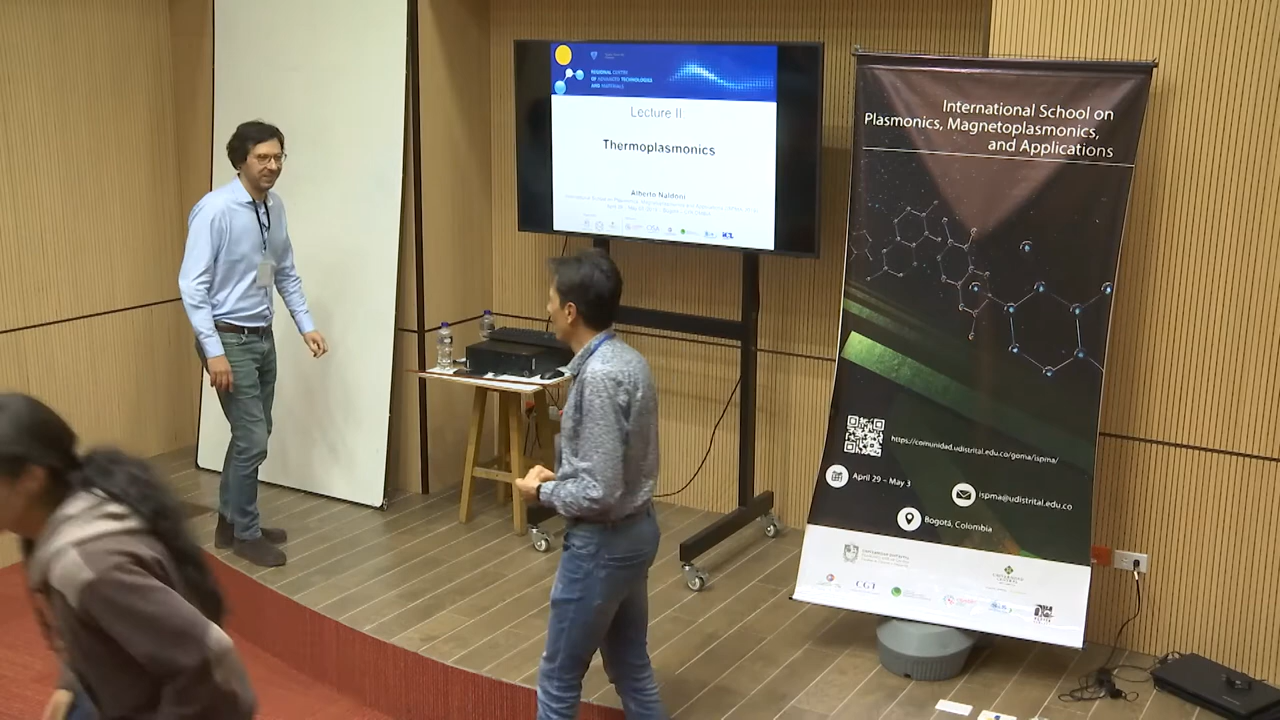 REGIONAL CENTRE
OF ADVANCED TECHNOLOGIES
AND MATERIALS
Lecture II
Thermoplasmonics
Alberto Naldoni
International School on
Plasmonics, Magnetoplasmonics,
and Applications
https://comunidad.udistrital.edu.co/goma/ispma/
April 29 - May 3
ispma@udistrital.edu.co
Bogotá, Colombia
CGT